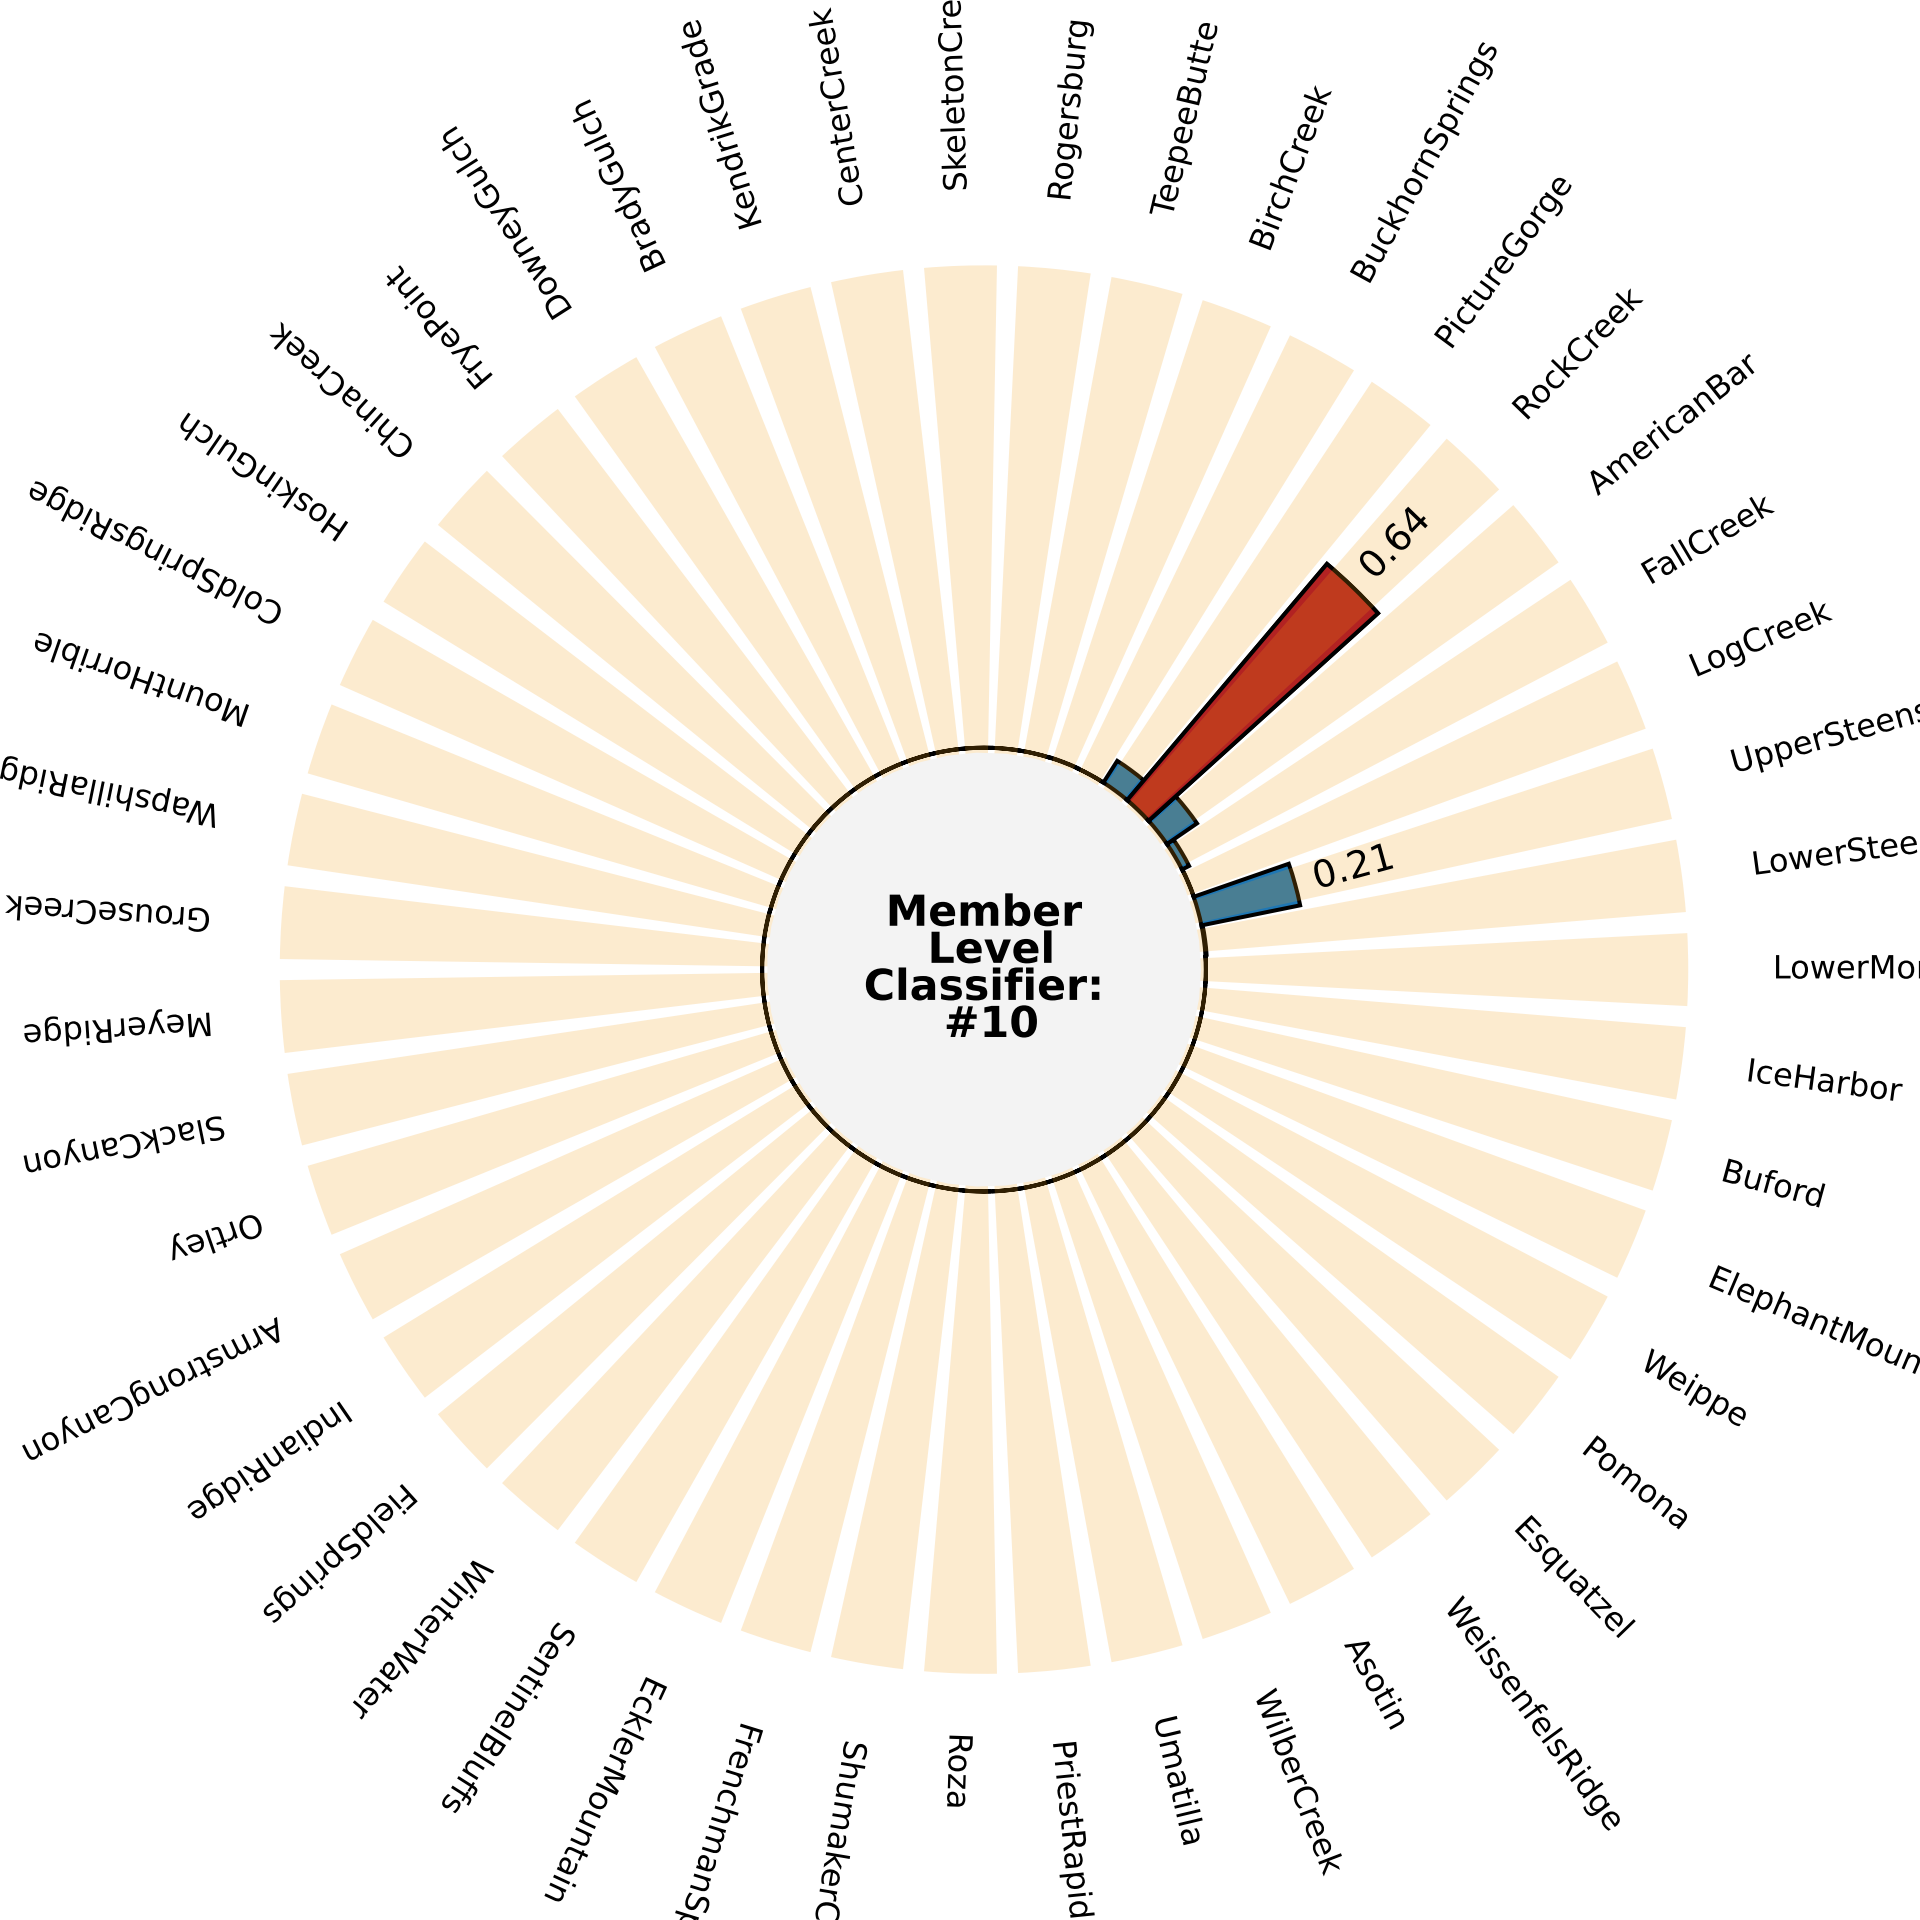 Member
Level
Classifier:
#10
0.64
0.21
SkeletonCre
Rogersburg
TeepeeButte
BirchCreek
BuckhornSprings
PictureGorge
RockCreek
AmericanBar
FallCreek
LogCreek
UpperSteens
LowerStee
LowerMo
IceHarbor
Buford
ElephantMoun
Weippe
Pomona
Esquatzel
WeissenfelsRidge
Asotin
WilberCreek
Umatilla
PriestRapid
Roza
ShumakerC
FrenchmanSp
EcklerMountain
SentinelBluffs
WinterWater
FieldSprings
IndianRidge
ArmstrongCanyon
Ortley
SlackCanyon
MeyerRidge
GrouseCreek
WapshillaRidg
MountHorrible
ColdSpringsRidge
HoskinGulch
ChinaCreek
FryePoint
DowneyGulch
BradyGulch
KendrikGrade
CenterCreek